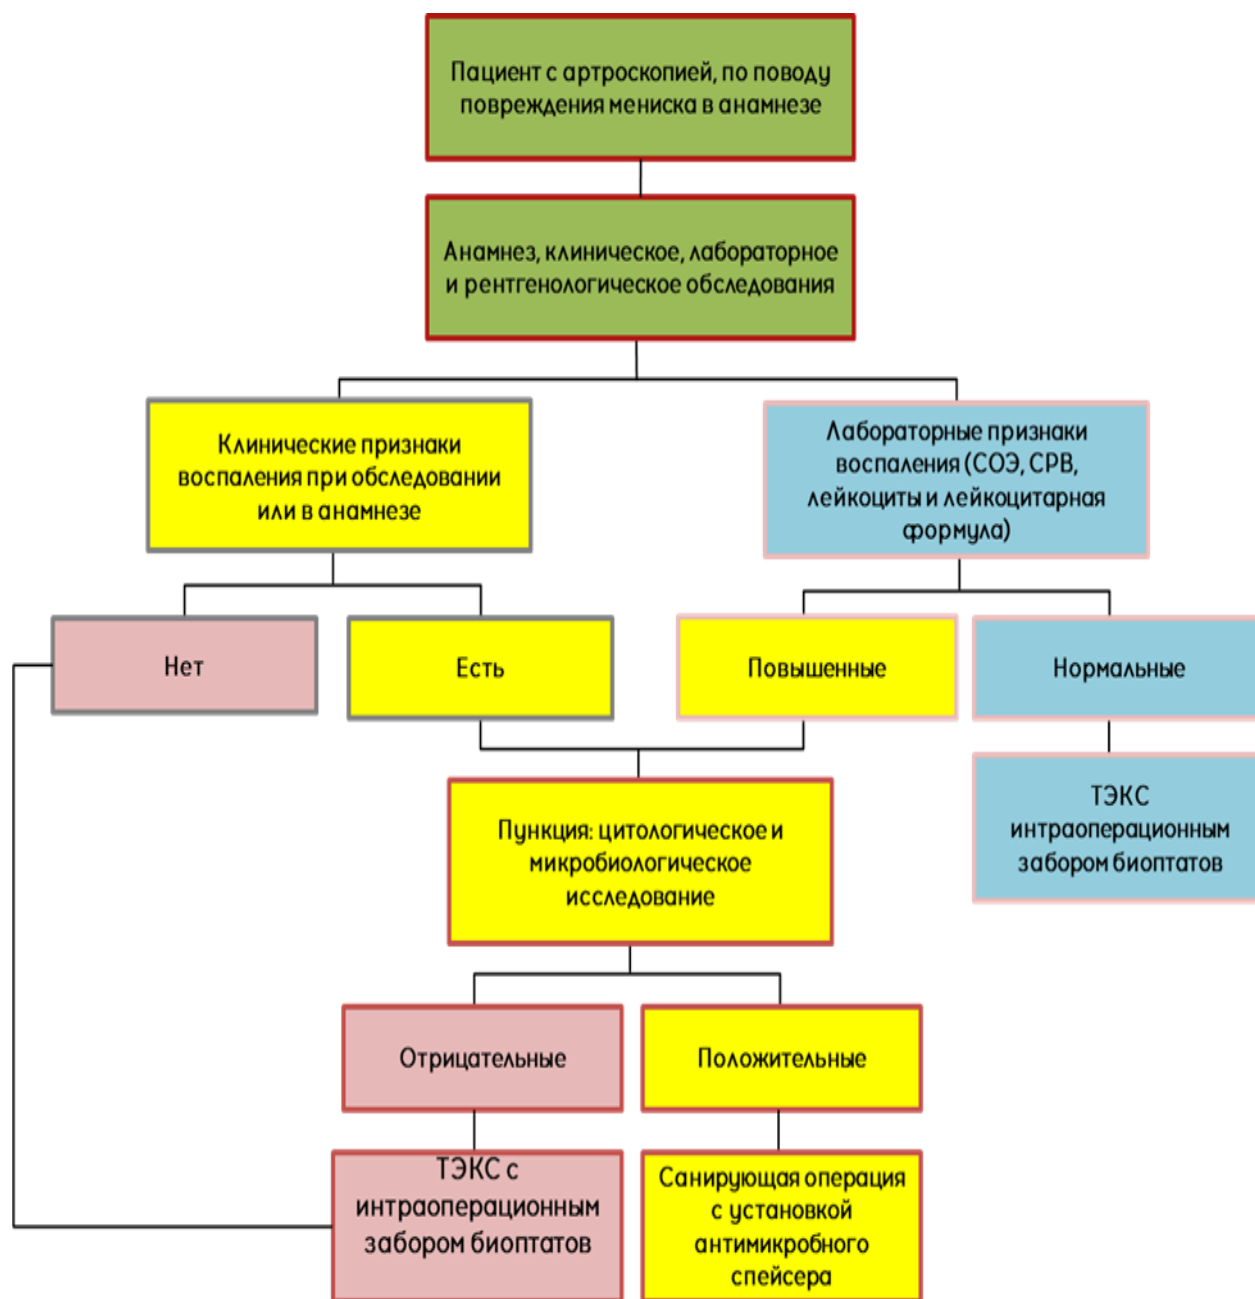 Пациент с артроскопией, по поводу
повреждения мениска в анамнезе
Анамнез, клиническое, лабораторное
и рентгенологическое обследования
Клинические признаки
воспаления при обследовании
или в анамнезе
Лабораторные признаки
воспаления (СОЭ, СРВ,
лейкоциты и лейкоцитарная
формула)
Нет
Есть
Повышенные
Нормальные
Пункция: цитологическое и
микробиологическое
исследование
ТЭКС
интраоперационным
забором биоптатов
Отрицательные
Положительные
ТЭКС с
интраоперационным
забором биоптатов
Санирующая операция
с установкой
антимикробного
спейсера